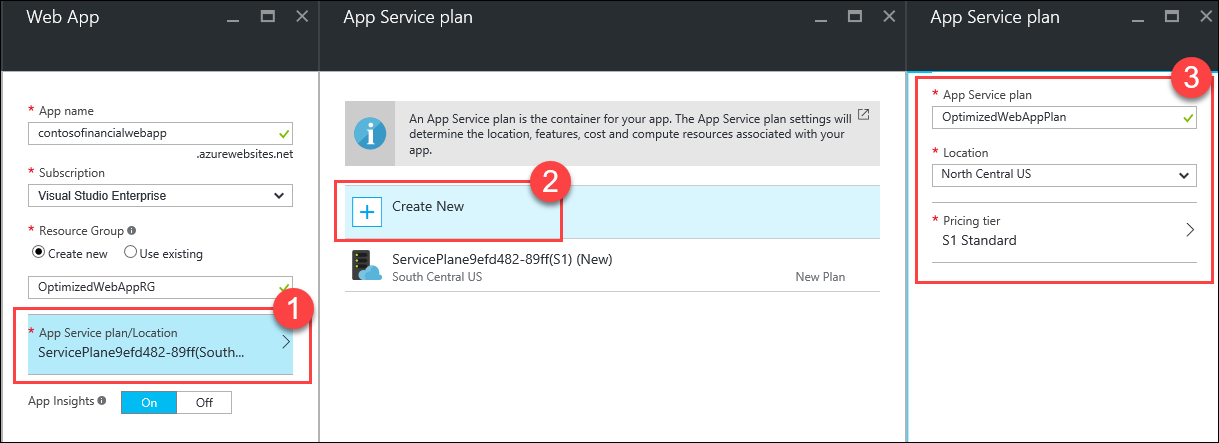 Web App
* App name
contosofinancialwebapp
.azurewebsites.net
* Subscription
Visual Studio Enterprise
* Resource Group
Create new
Use existing
OptimizedWebAppRG
1
* App Service plan/Location
ServicePlane9efd482-89ff(South...
App Insights
On
Off
App Service plan
An App Service plan is the container for your app. The App Service plan settings will
determine the location, features, cost and compute resources associated with your
app.
2
Create New
ServicePlane9efd482-89ff(S1) (New)
South Central US
New Plan
App Service plan
3
* App Service plan
OptimizedWebAppPlan
* Location
North Central US
* Pricing tier
S1 Standard